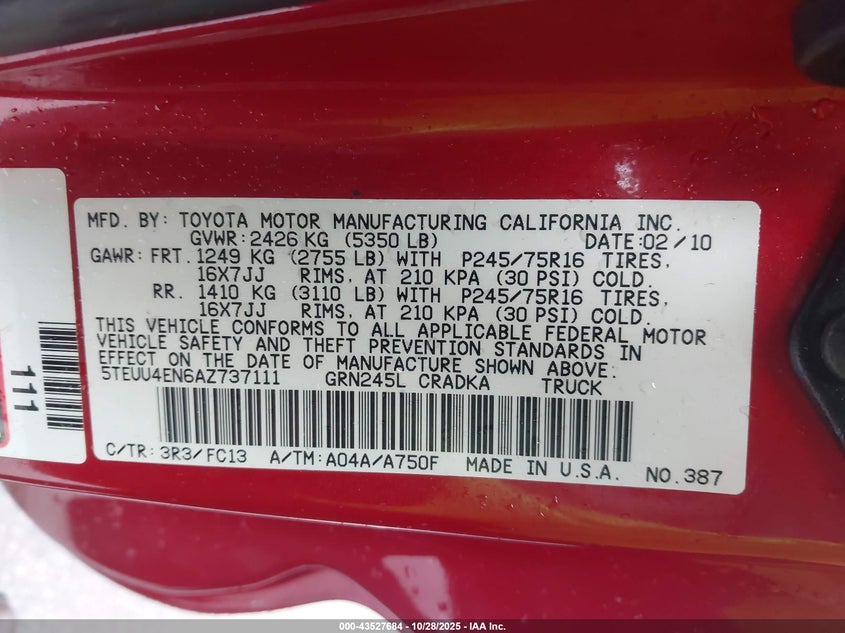 MFD. BY: TOYOTA MOTOR MANUFACTURING CALIFORNIA INC.
GVWR:2426 KG (5350 LB) DATE:02/10
GAWR: FRT. 1249 KG (2755 LB) WITH P245/75R16 TIRES,
16X7JJ RIMS, AT 210 KPA (30 PSI) COLD.
RR. 1410 KG (3110 LB) WITH P245/75R16 TIRES,
16X7JJ RIMS, AT 210 KPA (30 PSI) COLD.
THIS VEHICLE CONFORMS TO ALL APPLICABLE FEDERAL MOTOR
VEHICLE SAFETY AND THEFT PREVENTION STANDARDS IN
EFFECT ON THE DATE OF MANUFACTURE SHOWN ABOVE.
5TEUU4EN6AZ737111 GRN245L CRADKA TRUCK
C/TR: 3R3/FC13 A/TM: A04A/A750F MADE IN U.S.A. NO.387
111
000-43527684 - 10/28/2025 - IAA Inc.